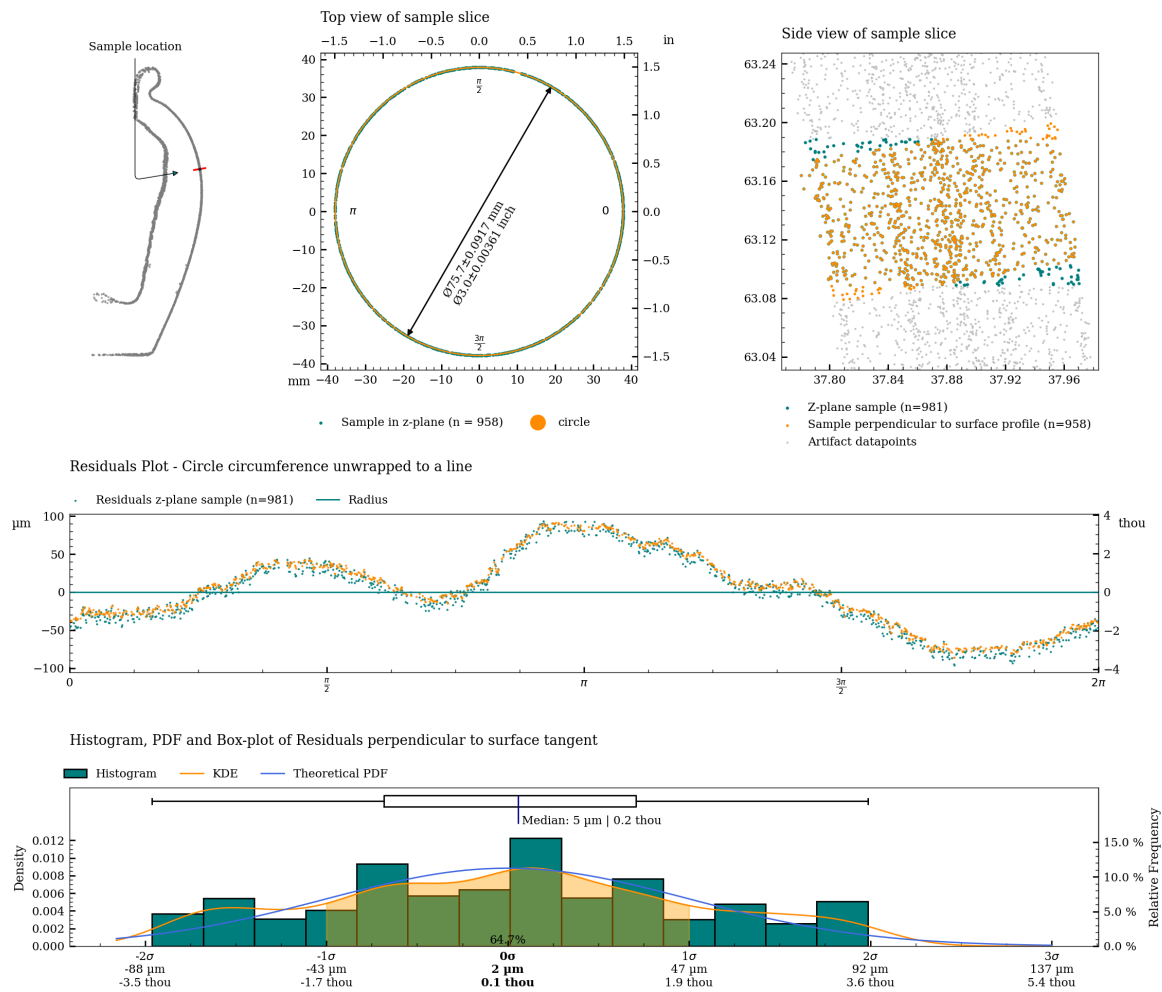 Sample location
Top view of sample slice
−1.5 −1.0 −0.5 0.0 0.5 1.0 1.5 in
40
30
20
10
0
−10
−20
−30
−40
1.5
1.0
0.5
0.0
−0.5
−1.0
−1.5
π/2
π
0
3π/2
Ø75.7±0.0917 mm
Ø3.0±0.00361 inch
mm −40 −30 −20 −10 0 10 20 30 40
Sample in z-plane (n = 958) circle
Side view of sample slice
63.24
63.20
63.16
63.12
63.08
63.04
37.80 37.84 37.88 37.92 37.96
Z-plane sample (n=981)
Sample perpendicular to surface profile (n=958)
Artifact datapoints
Residuals Plot - Circle circumference unwrapped to a line
Residuals z-plane sample (n=981) Radius
µm
100
50
0
−50
−100
thou
4
2
0
−2
−4
0 π/2 π 3π/2 2π
Histogram, PDF and Box-plot of Residuals perpendicular to surface tangent
Histogram KDE Theoretical PDF
Median: 5 µm | 0.2 thou
Density
0.012
0.010
0.008
0.006
0.004
0.002
0.000
Relative Frequency
15.0 %
10.0 %
5.0 %
0.0 %
64.7%
-2σ -1σ 0σ 1σ 2σ 3σ
-88 µm -43 µm 2 µm 47 µm 92 µm 137 µm
-3.5 thou -1.7 thou 0.1 thou 1.9 thou 3.6 thou 5.4 thou